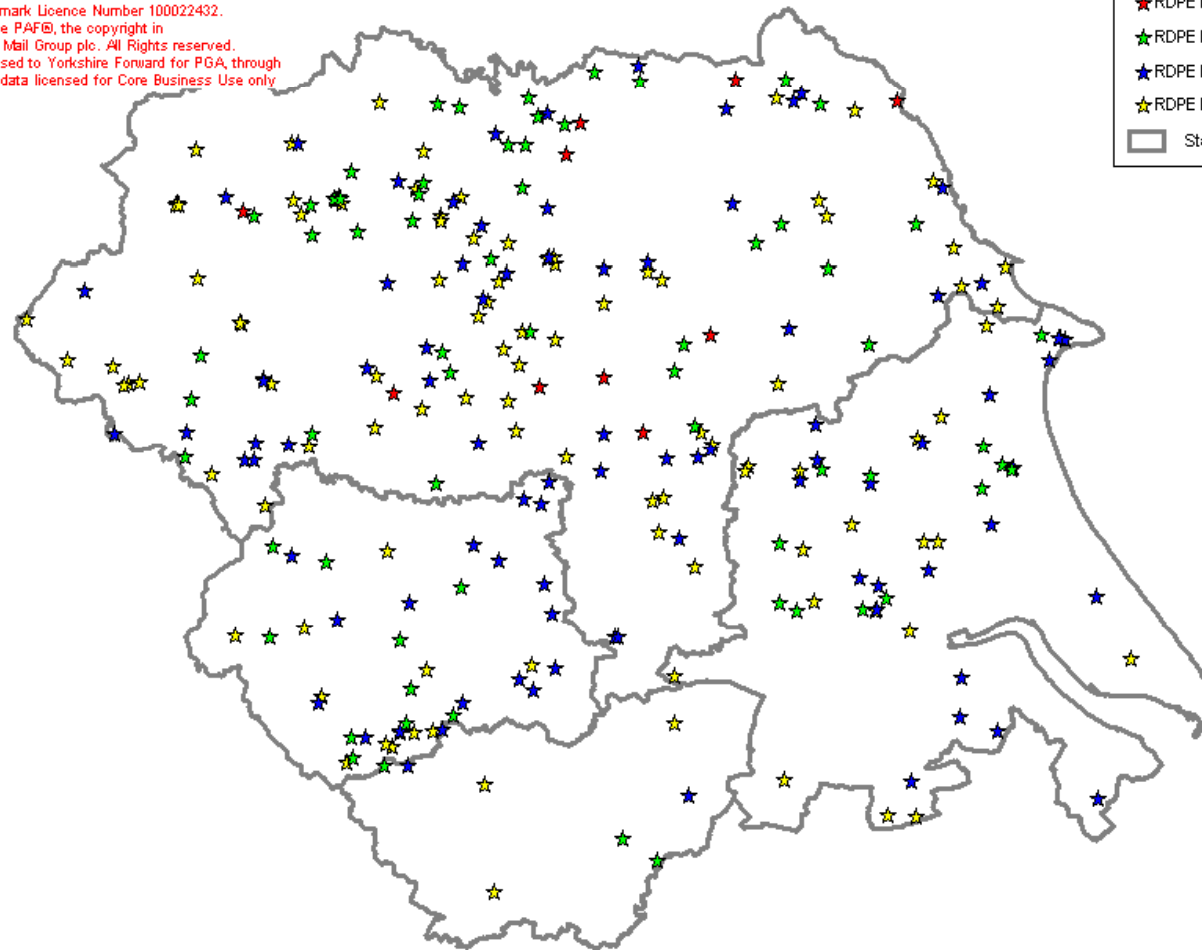 mark Licence Number 100022432.
e PAF®, the copyright in
Mail Group plc. All Rights reserved.
sed to Yorkshire Forward for PGA, through
data licensed for Core Business Use only
RDPE
RDPE
RDPE
RDPE